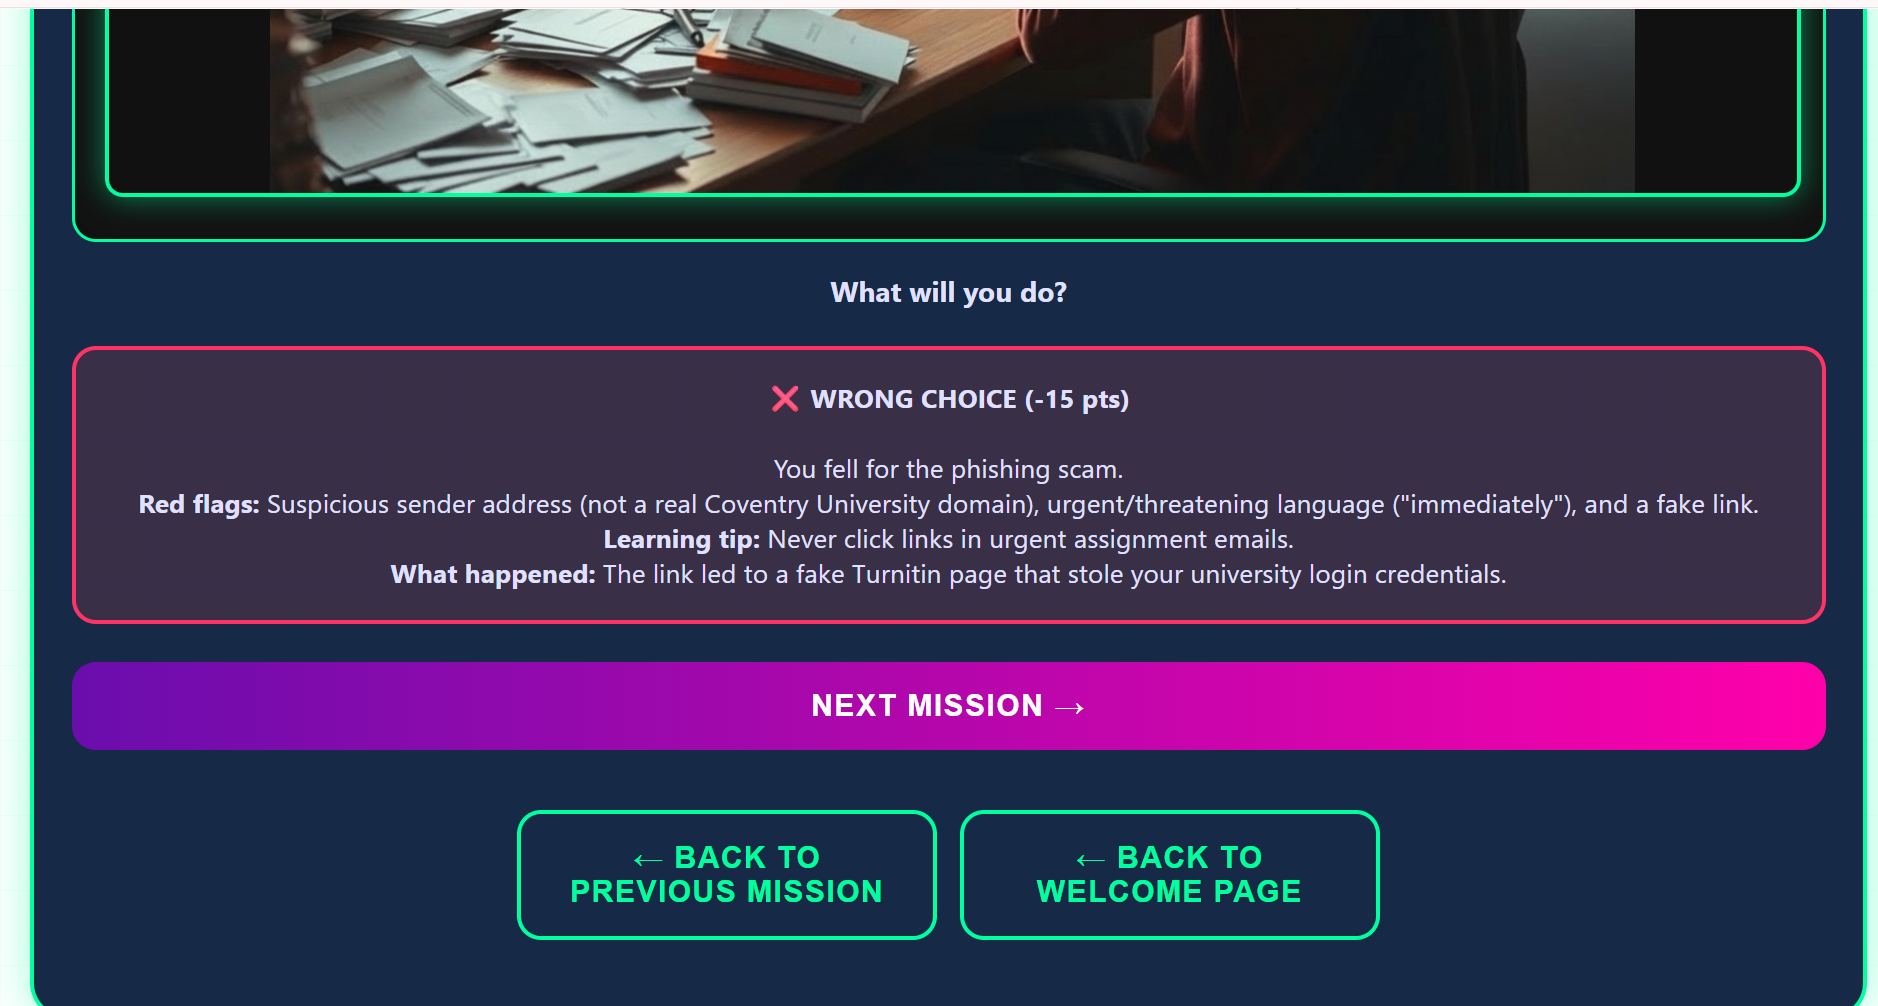 What will you do?
❌ WRONG CHOICE (-15 pts)
You fell for the phishing scam.
Red flags: Suspicious sender address (not a real Coventry University domain), urgent/threatening language ("immediately"), and a fake link.
Learning tip: Never click links in urgent assignment emails.
What happened: The link led to a fake Turnitin page that stole your university login credentials.
NEXT MISSION →
← BACK TO
PREVIOUS MISSION
← BACK TO
WELCOME PAGE